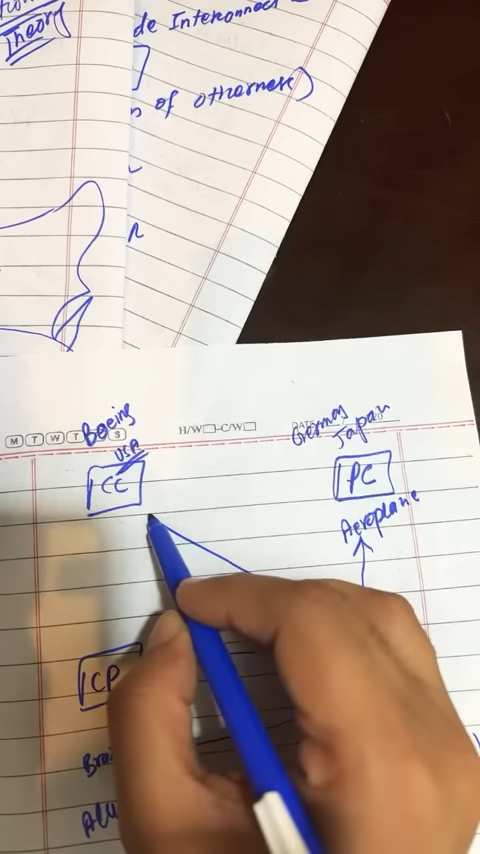 Theory
de Interconnect
of otherness)
Boeing
M T W T S
H/W -C/W
USA
CC
Germany Japan
PC
Aeroplane
CP